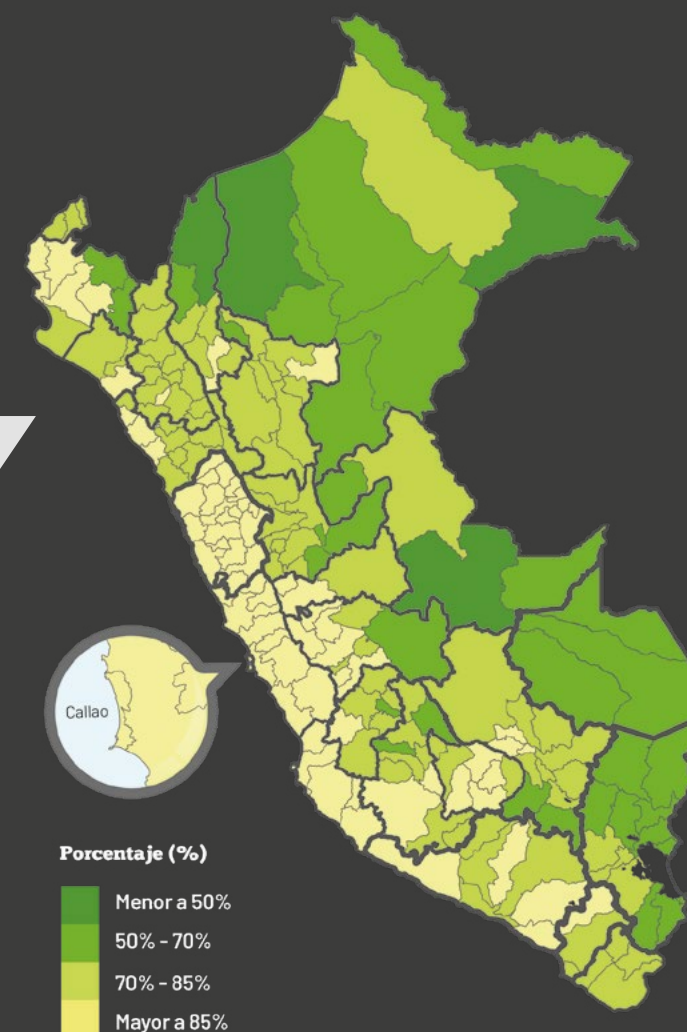 Callao
Porcentaje (%)
Menor a 50%
50% - 70%
70% - 85%
Mayor a 85%